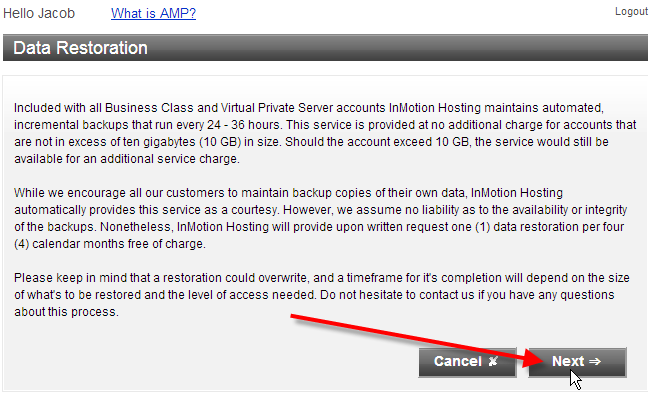 Hello Jacob What is AMP? Logout
Data Restoration
Included with all Business Class and Virtual Private Server accounts InMotion Hosting maintains automated,
incremental backups that run every 24 - 36 hours. This service is provided at no additional charge for accounts that
are not in excess of ten gigabytes (10 GB) in size. Should the account exceed 10 GB, the service would still be
available for an additional service charge.
While we encourage all our customers to maintain backup copies of their own data, InMotion Hosting
automatically provides this service as a courtesy. However, we assume no liability as to the availability or integrity
of the backups. Nonetheless, InMotion Hosting will provide upon written request one (1) data restoration per four
(4) calendar months free of charge.
Please keep in mind that a restoration could overwrite, and a timeframe for it's completion will depend on the size
of what's to be restored and the level of access needed. Do not hesitate to contact us if you have any questions
about this process.
Cancel ✘ Next ⇒